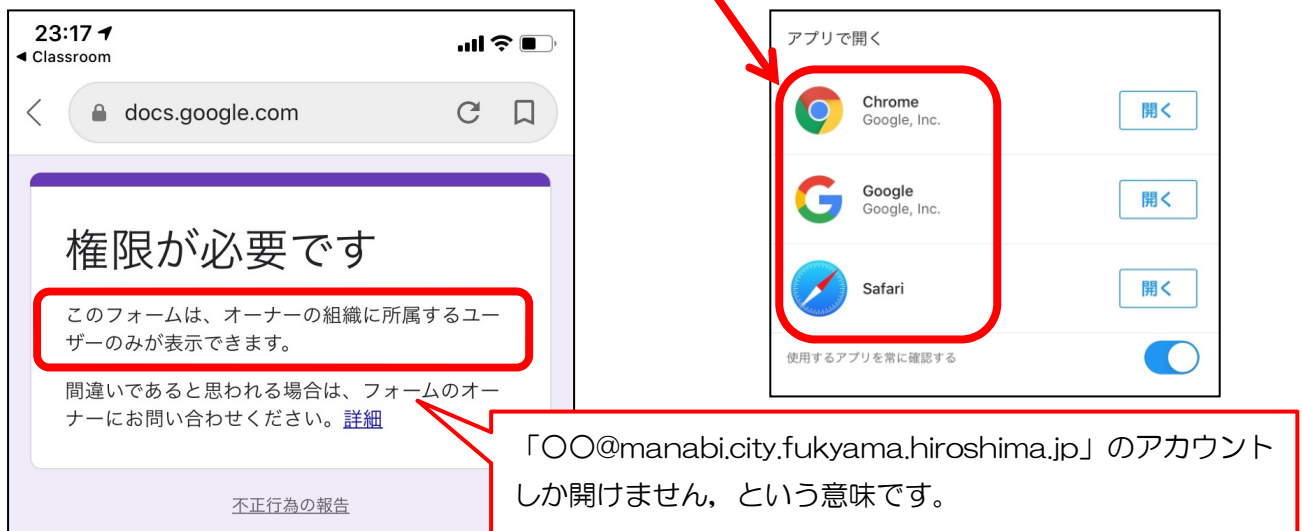 23:17
◀ Classroom
docs.google.com
権限が必要です
このフォームは、オーナーの組織に所属するユー
ザーのみが表示できます。
間違いであると思われる場合は、フォームのオー
ナーにお問い合わせください。詳細
不正行為の報告
アプリで開く
Chrome
Google, Inc.
開く
Google
Google, Inc.
開く
Safari
開く
使用するアプリを常に確認する
「〇〇@manabi.city.fukyama.hiroshima.jp」のアカウント
しか開けません，という意味です。